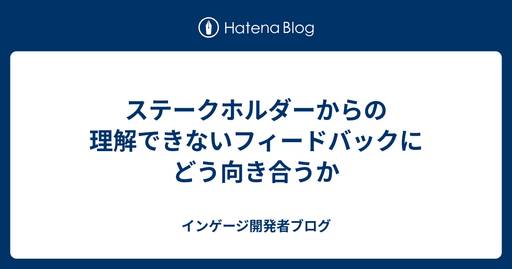 Hatena Blog
ステークホルダーからの
理解できないフィードバックに
どう向き合うか
インゲージ開発者ブログ